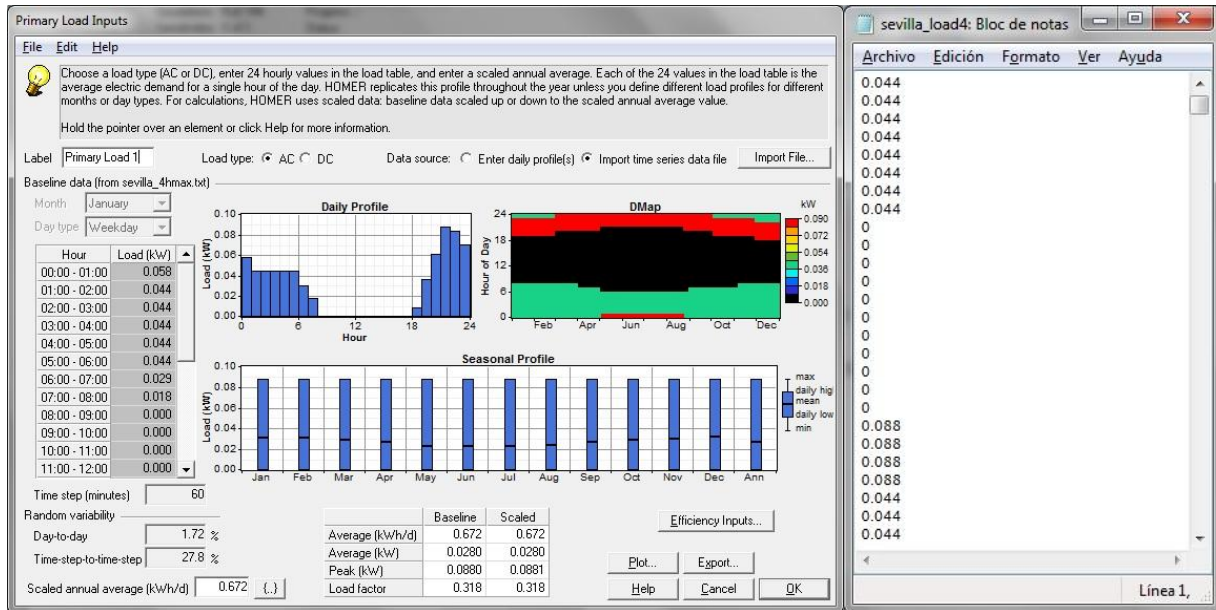 Primary Load Inputs
File Edit Help
Choose a load type (AC or DC), enter 24 hourly values in the load table, and enter a scaled annual average. Each of the 24 values in the load table is the
average electric demand for a single hour of the day. HOMER replicates this profile throughout the year unless you define different load profiles for different
months or day types. For calculations, HOMER uses scaled data: baseline data scaled up or down to the scaled annual average value.
Hold the pointer over an element or click Help for more information.
Label Primary Load 1 Load type: AC DC Data source: Enter daily profile(s) Import time series data file Import File...
Baseline data (from sevilla_4hmax.txt)
Month January
Day type Weekday
Hour Load (kW)
00:00 - 01:00 0.058
01:00 - 02:00 0.044
02:00 - 03:00 0.044
03:00 - 04:00 0.044
04:00 - 05:00 0.044
05:00 - 06:00 0.044
06:00 - 07:00 0.029
07:00 - 08:00 0.018
08:00 - 09:00 0.000
09:00 - 10:00 0.000
10:00 - 11:00 0.000
11:00 - 12:00 0.000
Time step (minutes) 60
Random variability
Day-to-day 1.72 %
Time-step-to-time-step 27.8 %
Scaled annual average (kWh/d) 0.672 {..}
Daily Profile
Load (kW)
0.10
0.08
0.06
0.04
0.02
0.00
0 6 12 18 24
Hour
DMap
Hour of Day
24
18
12
6
0
Feb Apr Jun Aug Oct Dec
kW
0.090
0.072
0.054
0.036
0.018
0.000
Seasonal Profile
Load (kW)
0.10
0.08
0.06
0.04
0.02
0.00
Jan Feb Mar Apr May Jun Jul Aug Sep Oct Nov Dec Ann
max
daily high
mean
daily low
min
Baseline Scaled
Average (kWh/d) 0.672 0.672
Average (kW) 0.0280 0.0280
Peak (kW) 0.0880 0.0881
Load factor 0.318 0.318
Efficiency Inputs...
Plot... Export...
Help Cancel OK
sevilla_load4: Bloc de notas
Archivo Edición Formato Ver Ayuda
0.044
0.044
0.044
0.044
0.044
0.044
0.044
0.044
0
0
0
0
0
0
0
0
0
0
0
0.088
0.088
0.088
0.088
0.044
0.044
0.044
Línea 1,